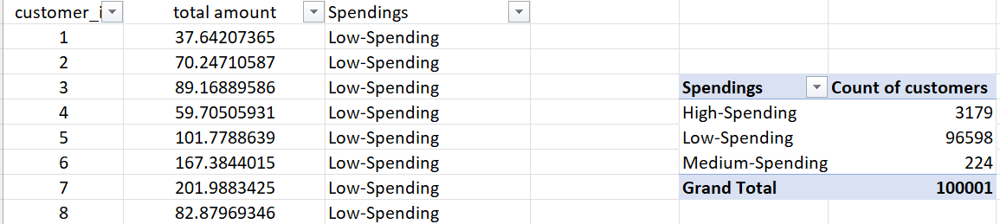 customer_i total amount Spendings
1 37.64207365 Low-Spending
2 70.24710587 Low-Spending
3 89.16889586 Low-Spending Spendings Count of customers
4 59.70505931 Low-Spending High-Spending 3179
5 101.7788639 Low-Spending Low-Spending 96598
6 167.3844015 Low-Spending Medium-Spending 224
7 201.9883425 Low-Spending Grand Total 100001
8 82.87969346 Low-Spending